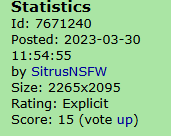 Statistics
Id: 7671240
Posted: 2023-03-30
11:54:55
by SitrusNSFW
Size: 2265x2095
Rating: Explicit
Score: 15 (vote up)